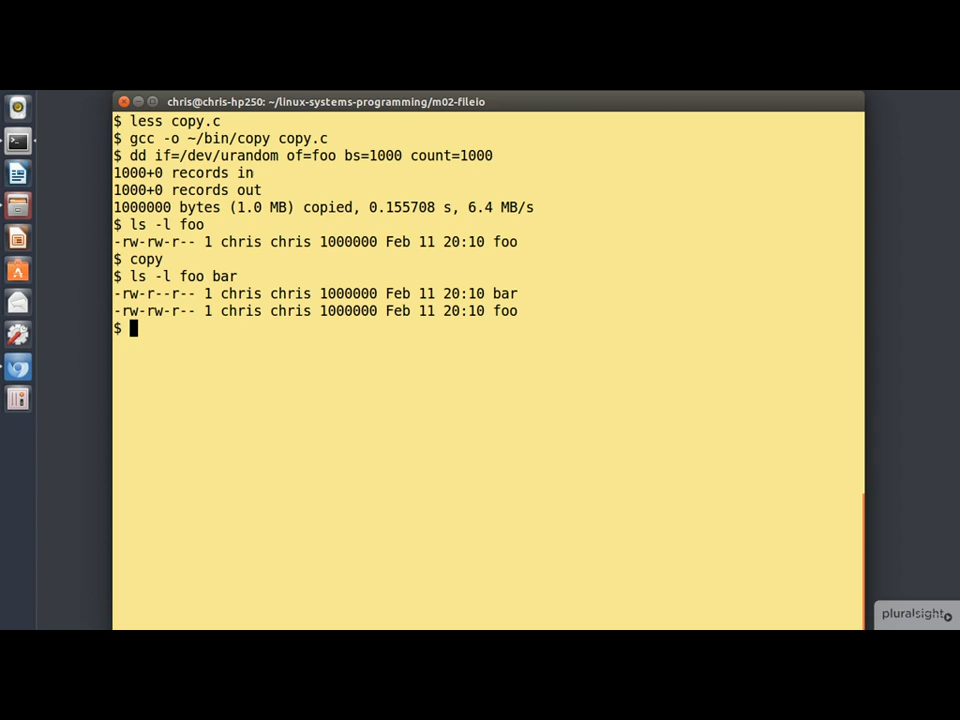 chris@chris-hp250: ~/linux-systems-programming/m02-fileio
$ less copy.c
$ gcc -o ~/bin/copy copy.c
$ dd if=/dev/urandom of=foo bs=1000 count=1000
1000+0 records in
1000+0 records out
1000000 bytes (1.0 MB) copied, 0.155708 s, 6.4 MB/s
$ ls -l foo
-rw-rw-r-- 1 chris chris 1000000 Feb 11 20:10 foo
$ copy
$ ls -l foo bar
-rw-r--r-- 1 chris chris 1000000 Feb 11 20:10 bar
-rw-rw-r-- 1 chris chris 1000000 Feb 11 20:10 foo
$
pluralsight